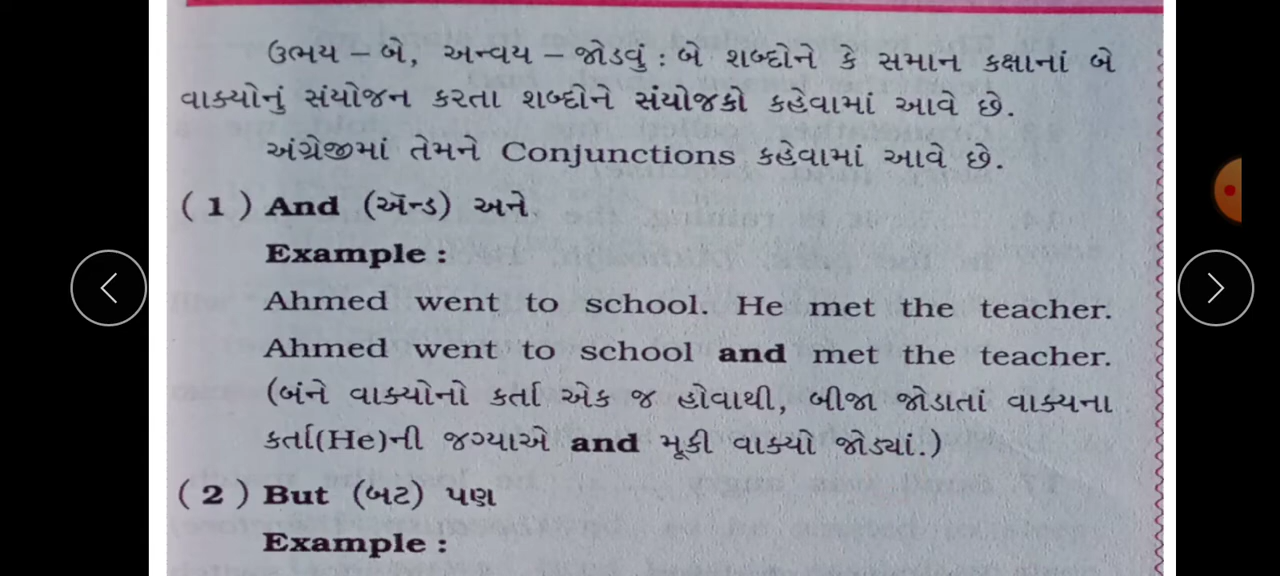 ઉભય – બે, અન્વય – જોડવું : બે શબ્દોને કે સમાન કક્ષાનાં બે
વાક્યોનું સંયોજન કરતા શબ્દોને સંયોજકો કહેવામાં આવે છે.
અંગ્રેજીમાં તેમને Conjunctions કહેવામાં આવે છે.
( 1 ) And (ઍન્ડ) અને
Example :
Ahmed went to school. He met the teacher.
Ahmed went to school and met the teacher.
(બંને વાક્યોનો કર્તા એક જ હોવાથી, બીજા જોડાતાં વાક્યના
કર્તા(He)ની જગ્યાએ and મૂકી વાક્યો જોડ્યાં.)
( 2 ) But (બટ) પણ
Example :